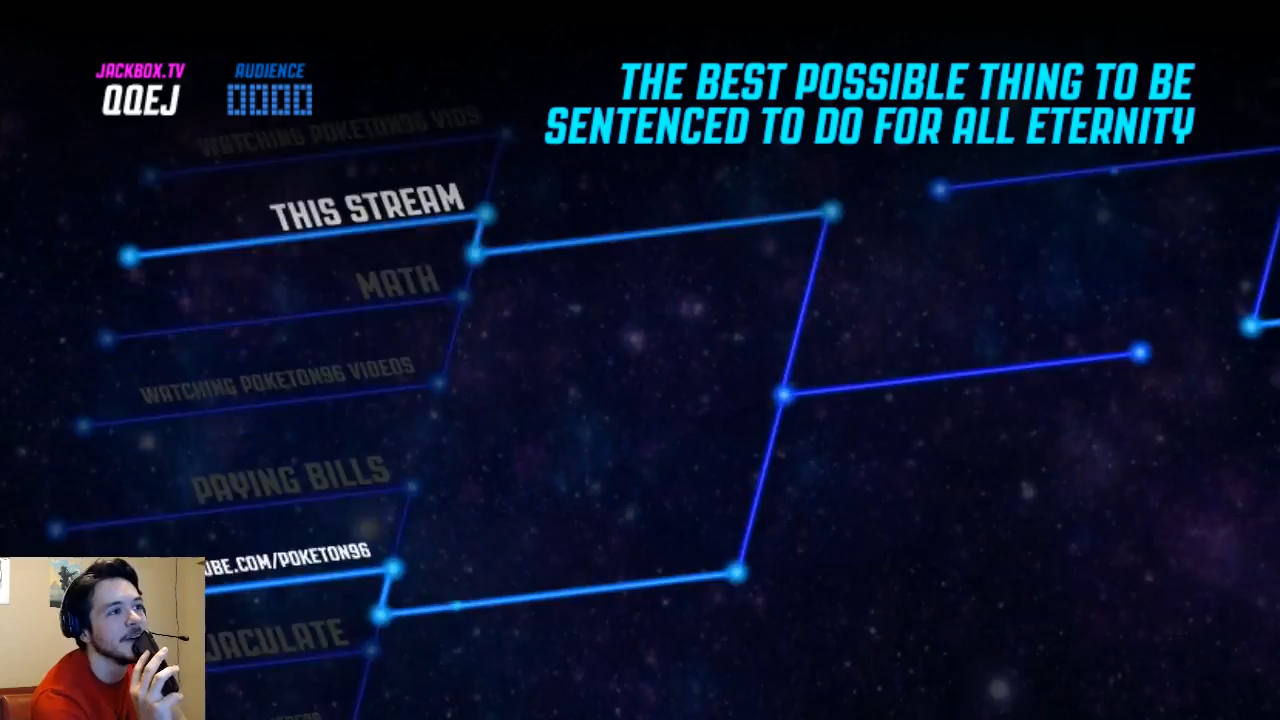 JACKBOX.TV
QQEJ
AUDIENCE
THE BEST POSSIBLE THING TO BE
SENTENCED TO DO FOR ALL ETERNITY
WATCHING POKETON96 VIDS
THIS STREAM
MATH
WATCHING POKETON96 VIDEOS
PAYING BILLS
UBE.COM/POKETON96
JACULATE